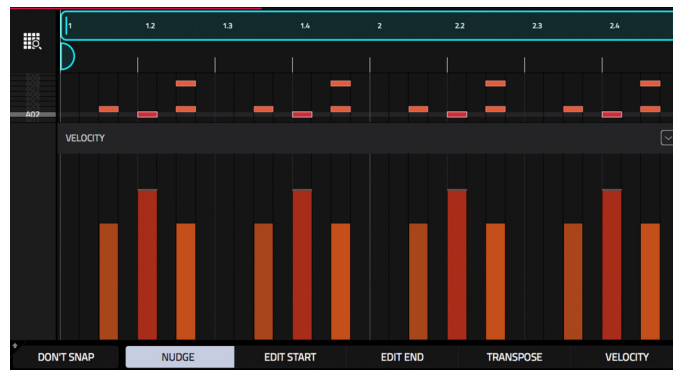 1 1.2 1.3 1.4 2 2.2 2.3 2.4
A02
VELOCITY
DON'T SNAP NUDGE EDIT START EDIT END TRANSPOSE VELOCITY